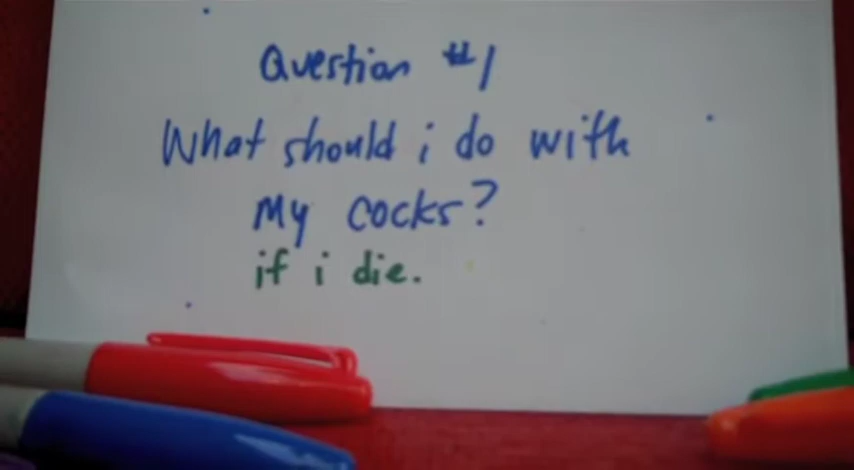 Question #1
What should i do with
My cocks?
if i die.